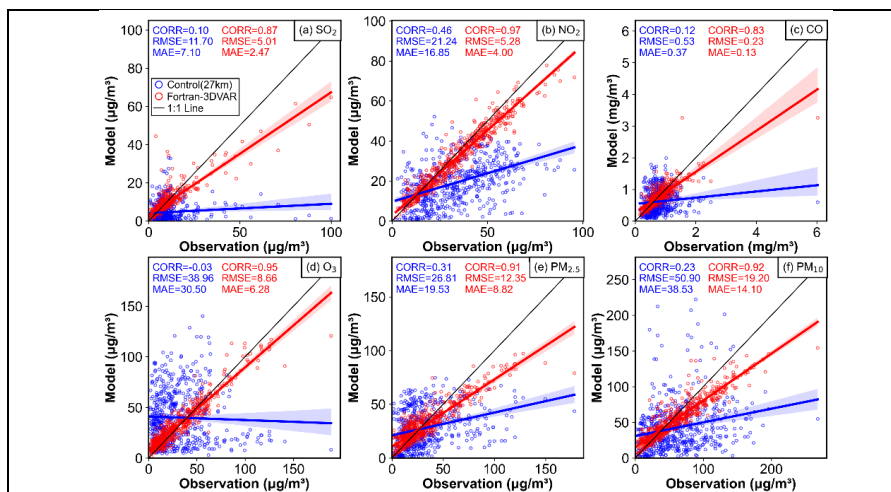 CORR=0.10 CORR=0.87 (a) SO₂
RMSE=11.70 RMSE=5.01
MAE=7.10 MAE=2.47
Control(27km)
Fortran-3DVAR
1:1 Line
Model (µg/m³)
100
80
60
40
20
0
0 20 40 60 80 100
Observation (µg/m³)
CORR=0.46 CORR=0.97 (b) NO₂
RMSE=21.24 RMSE=5.28
MAE=16.85 MAE=4.00
Model (µg/m³)
100
80
60
40
20
0
0 50 100
Observation (µg/m³)
CORR=0.12 CORR=0.83 (c) CO
RMSE=0.53 RMSE=0.23
MAE=0.37 MAE=0.13
Model (mg/m³)
6
5
4
3
2
1
0
0 2 4 6
Observation (mg/m³)
CORR=-0.03 CORR=0.95 (d) O₃
RMSE=38.96 RMSE=8.66
MAE=30.50 MAE=6.28
Model (µg/m³)
150
100
50
0
0 50 100 150
Observation (µg/m³)
CORR=0.31 CORR=0.91 (e) PM₂.₅
RMSE=26.81 RMSE=12.35
MAE=19.53 MAE=8.82
Model (µg/m³)
150
100
50
0
0 50 100 150
Observation (µg/m³)
CORR=0.23 CORR=0.92 (f) PM₁₀
RMSE=50.90 RMSE=19.20
MAE=38.53 MAE=14.10
Model (µg/m³)
250
200
150
100
50
0
0 100 200
Observation (µg/m³)